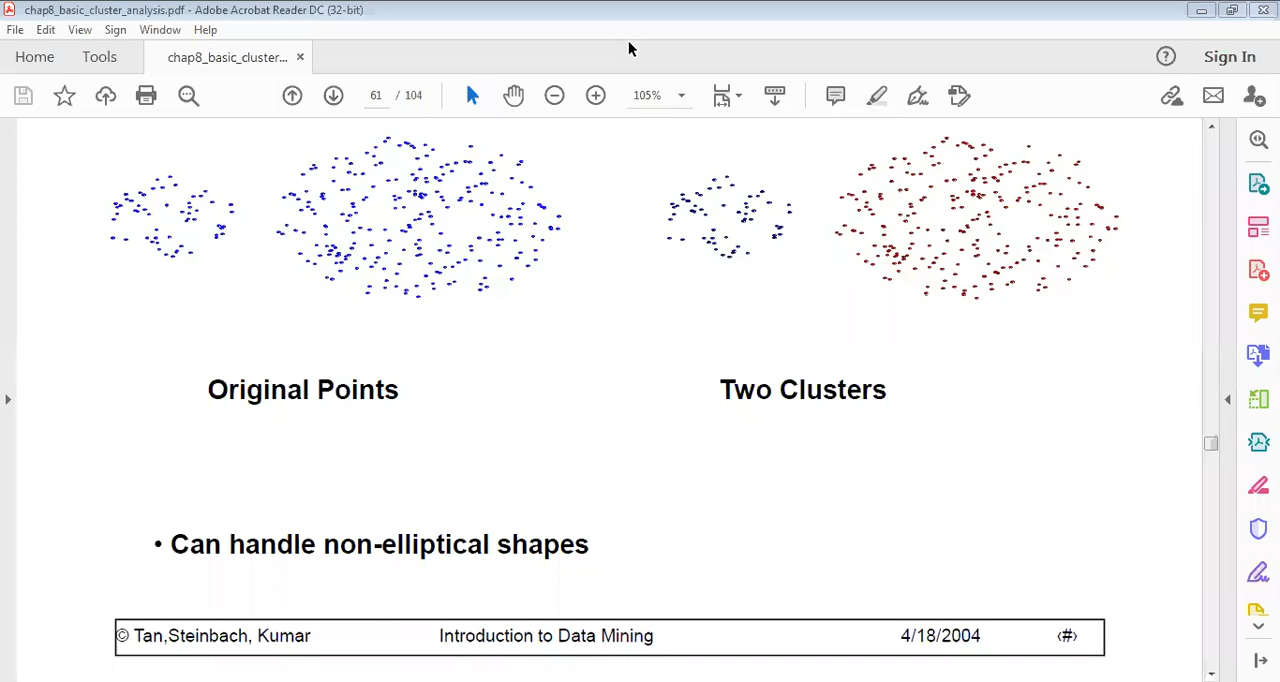 chap8_basic_cluster_analysis.pdf - Adobe Acrobat Reader DC (32-bit)
File Edit View Sign Window Help
Home Tools chap8_basic_cluster... × Sign In
61 / 104 105%
Original Points Two Clusters
• Can handle non-elliptical shapes
© Tan,Steinbach, Kumar Introduction to Data Mining 4/18/2004 ‹#›